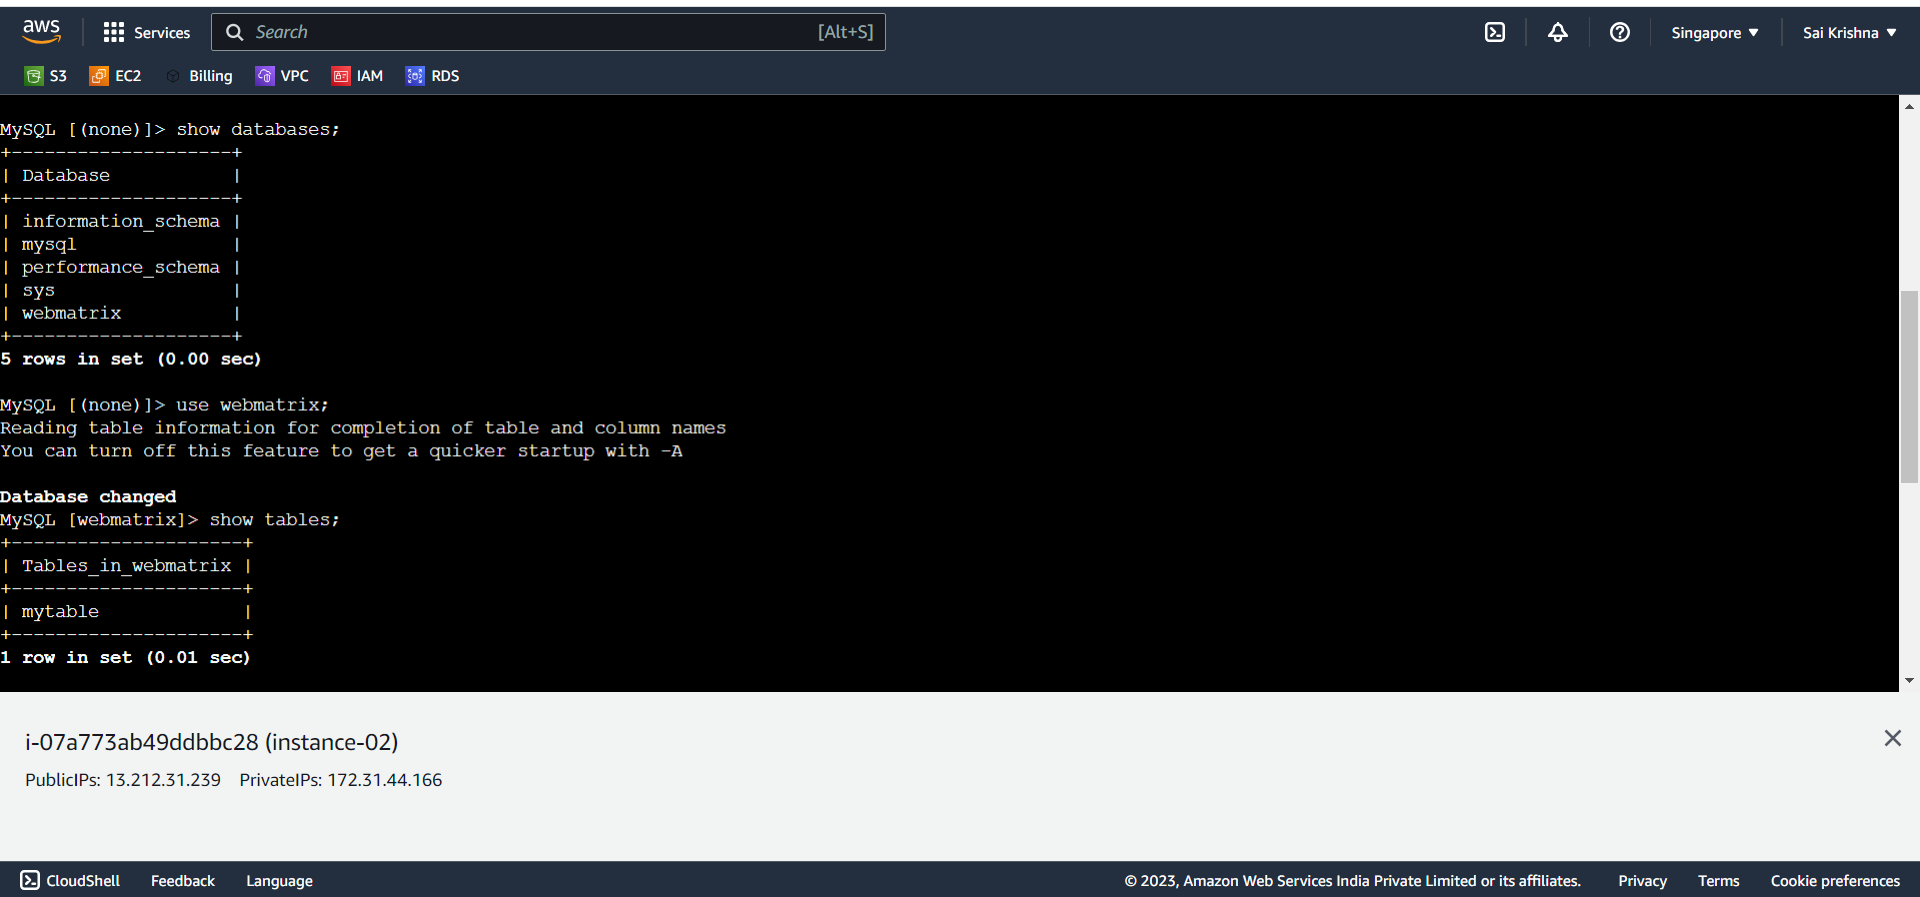 aws Services Search [Alt+S] Singapore ▼ Sai Krishna ▼
S3 EC2 Billing VPC IAM RDS
MySQL [(none)]> show databases;
+--------------------+
| Database           |
+--------------------+
| information_schema |
| mysql              |
| performance_schema |
| sys                |
| webmatrix          |
+--------------------+
5 rows in set (0.00 sec)
MySQL [(none)]> use webmatrix;
Reading table information for completion of table and column names
You can turn off this feature to get a quicker startup with -A
Database changed
MySQL [webmatrix]> show tables;
+---------------------+
| Tables_in_webmatrix |
+---------------------+
| mytable             |
+---------------------+
1 row in set (0.01 sec)
i-07a773ab49ddbbc28 (instance-02)
PublicIPs: 13.212.31.239 PrivateIPs: 172.31.44.166
CloudShell Feedback Language © 2023, Amazon Web Services India Private Limited or its affiliates. Privacy Terms Cookie preferences